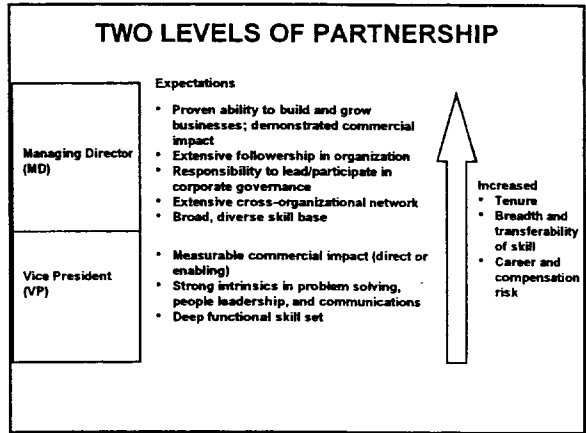 TWO LEVELS OF PARTNERSHIP
Expectations
• Proven ability to build and grow
businesses; demonstrated commercial
impact
• Extensive followership in organization
• Responsibility to lead/participate in
corporate governance
• Extensive cross-organizational network
• Broad, diverse skill base
Managing Director
(MD)
• Measurable commercial impact (direct or
enabling)
• Strong intrinsics in problem solving,
people leadership, and communications
• Deep functional skill set
Vice President
(VP)
Increased
• Tenure
• Breadth and
transferability
of skill
• Career and
compensation
risk